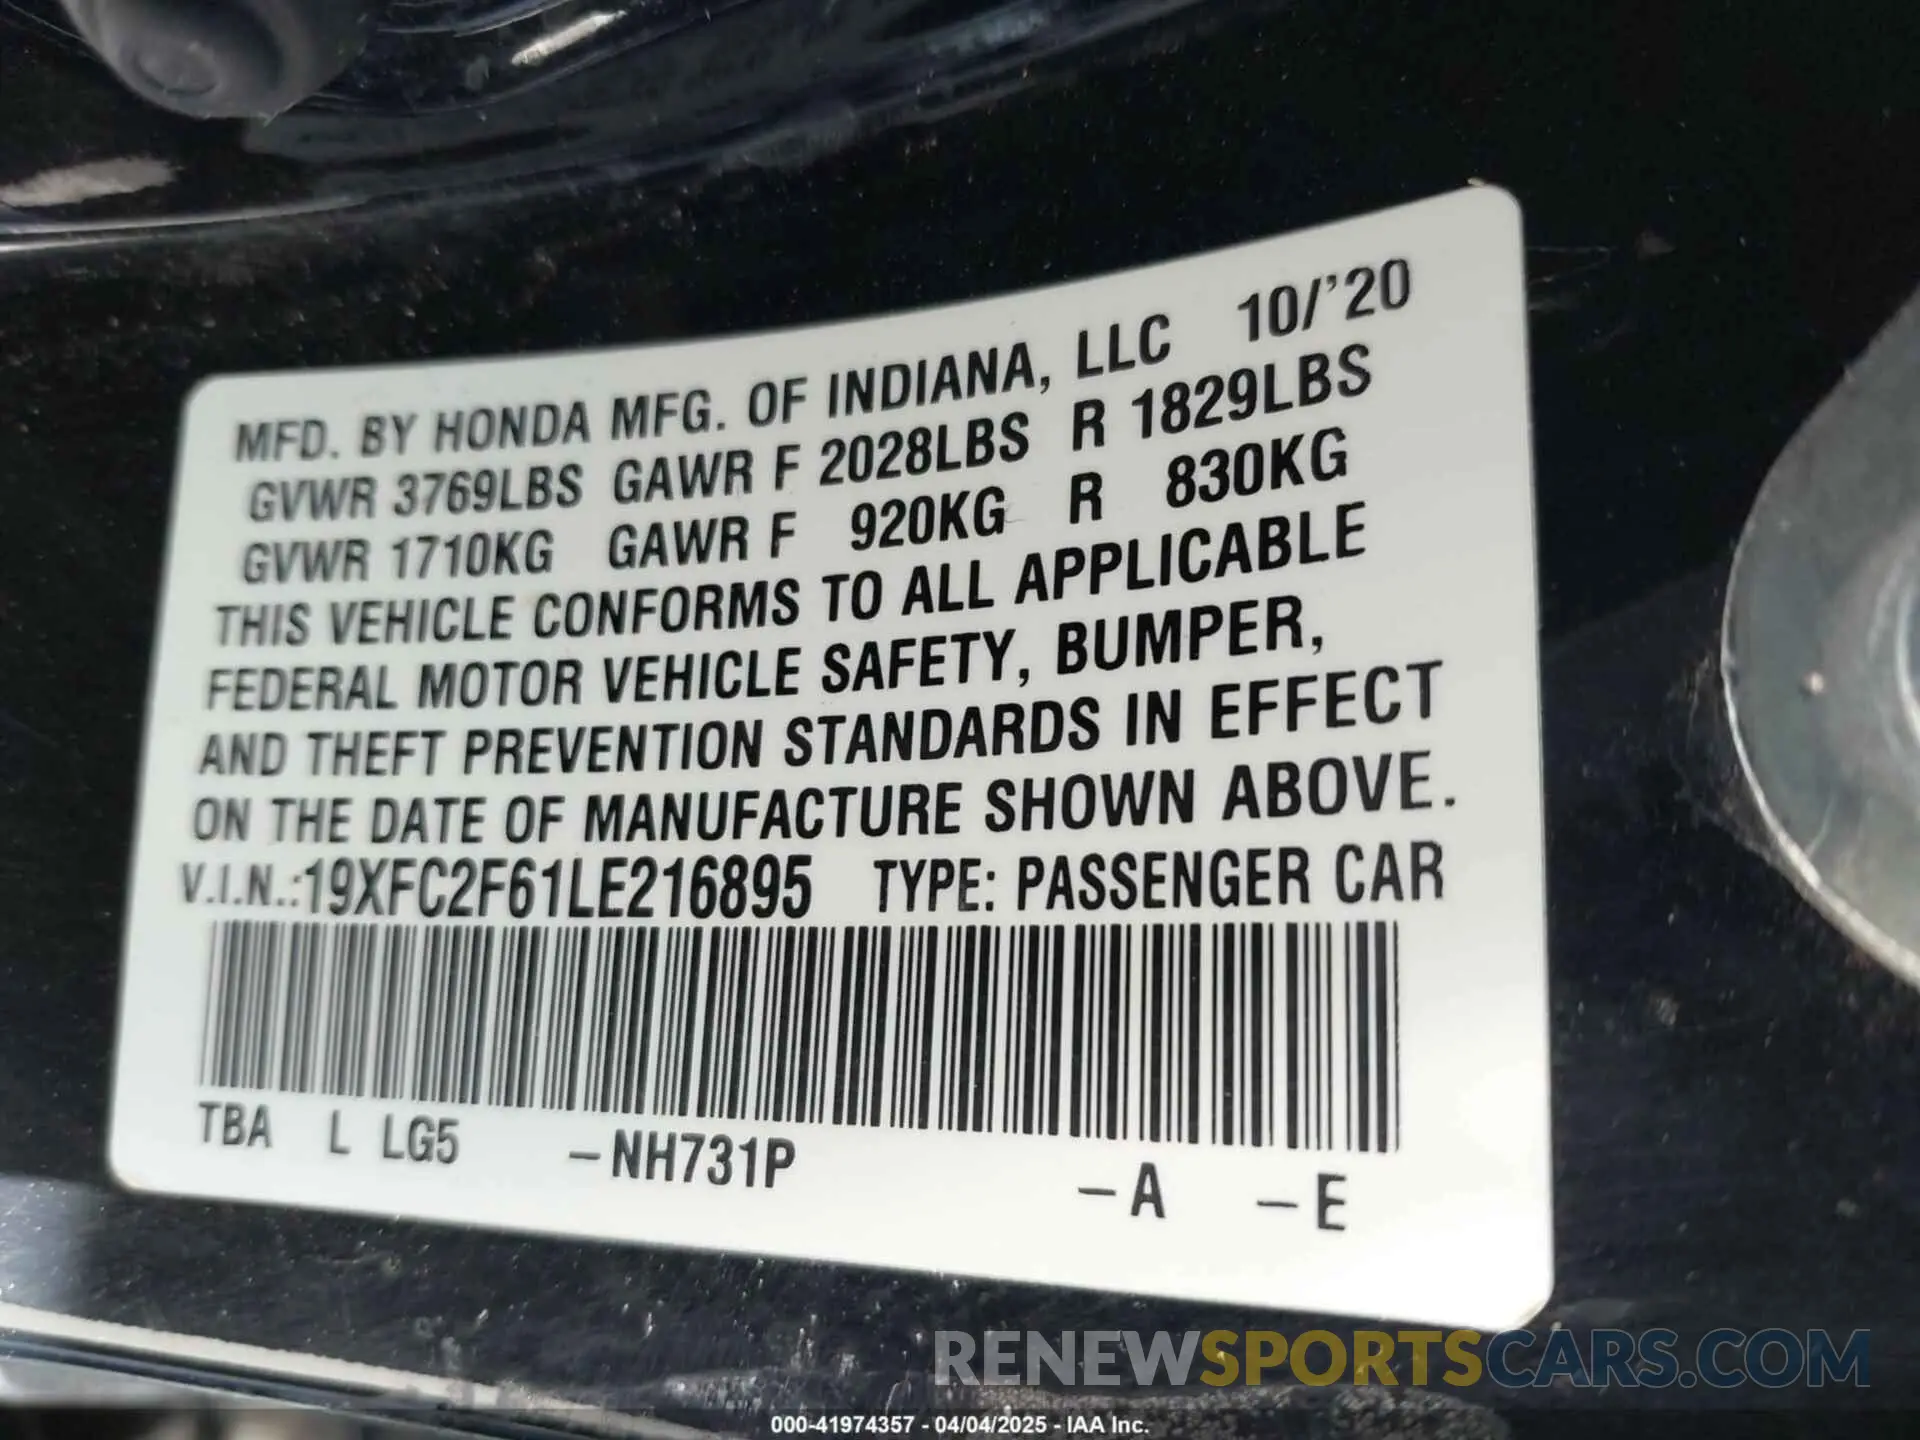 MFD. BY HONDA MFG. OF INDIANA, LLC 10/'20
GVWR 3769LBS GAWR F 2028LBS R 1829LBS
GVWR 1710KG GAWR F 920KG R 830KG
THIS VEHICLE CONFORMS TO ALL APPLICABLE
FEDERAL MOTOR VEHICLE SAFETY, BUMPER,
AND THEFT PREVENTION STANDARDS IN EFFECT
ON THE DATE OF MANUFACTURE SHOWN ABOVE.
V.I.N.:19XFC2F61LE216895 TYPE: PASSENGER CAR
TBA L LG5 –NH731P –A –E
RENEWSPORTSCARS.COM
000-41974357 - 04/04/2025 - IAA Inc.